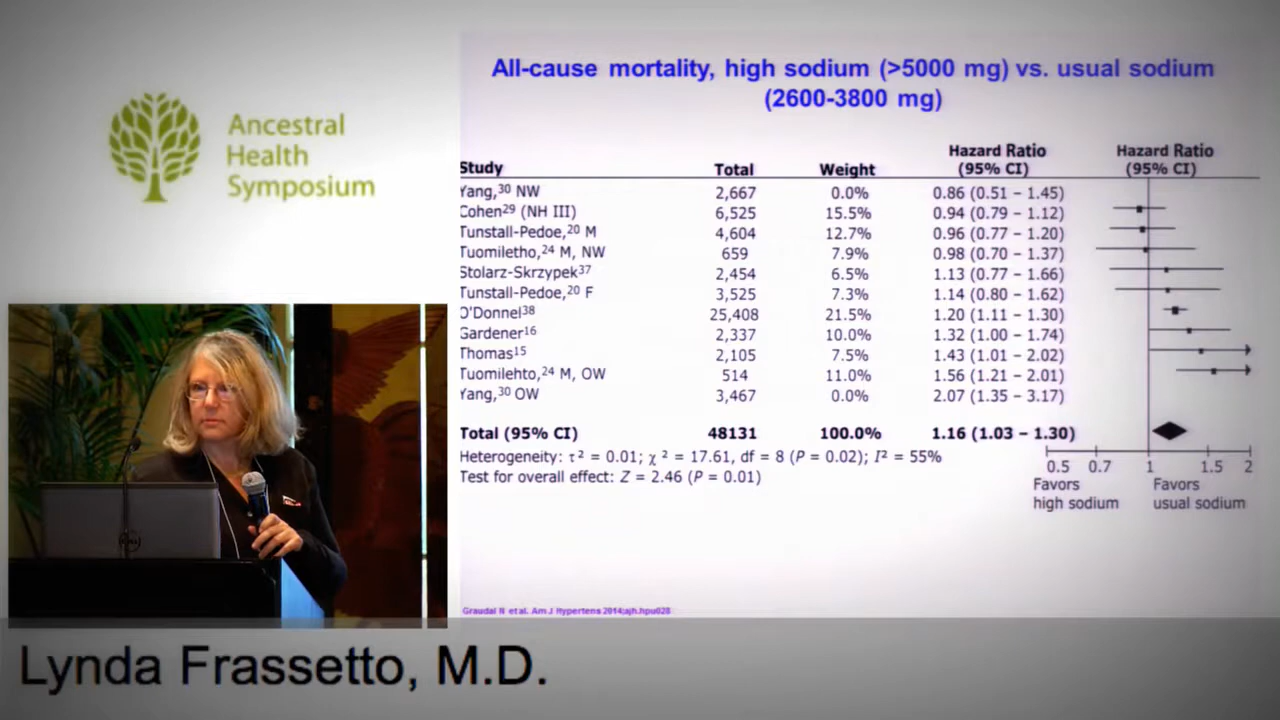 Ancestral
Health
Symposium
All-cause mortality, high sodium (>5000 mg) vs. usual sodium
(2600-3800 mg)
Study Total Weight Hazard Ratio (95% CI) Hazard Ratio (95% CI)
Yang,30 NW 2,667 0.0% 0.86 (0.51 – 1.45)
Cohen29 (NH III) 6,525 15.5% 0.94 (0.79 – 1.12)
Tunstall-Pedoe,20 M 4,604 12.7% 0.96 (0.77 – 1.20)
Tuomiletho,24 M, NW 659 7.9% 0.98 (0.70 – 1.37)
Stolarz-Skrzypek37 2,454 6.5% 1.13 (0.77 – 1.66)
Tunstall-Pedoe,20 F 3,525 7.3% 1.14 (0.80 – 1.62)
O'Donnel38 25,408 21.5% 1.20 (1.11 – 1.30)
Gardener16 2,337 10.0% 1.32 (1.00 – 1.74)
Thomas15 2,105 7.5% 1.43 (1.01 – 2.02)
Tuomilehto,24 M, OW 514 11.0% 1.56 (1.21 – 2.01)
Yang,30 OW 3,467 0.0% 2.07 (1.35 – 3.17)
Total (95% CI) 48131 100.0% 1.16 (1.03 – 1.30)
Heterogeneity: τ² = 0.01; χ² = 17.61, df = 8 (P = 0.02); I² = 55%
Test for overall effect: Z = 2.46 (P = 0.01)
0.5 0.7 1 1.5 2
Favors high sodium Favors usual sodium
Graudal N et al. Am J Hypertens 2014;ajh.hpu028
DELL
Lynda Frassetto, M.D.